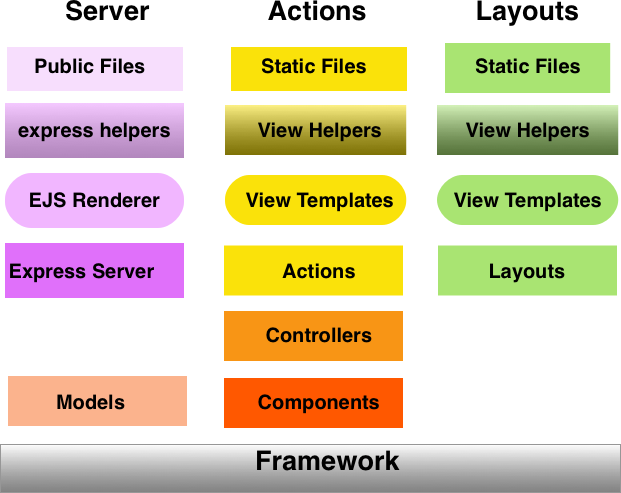 Server Actions Layouts
Public Files Static Files Static Files
express helpers View Helpers View Helpers
EJS Renderer View Templates View Templates
Express Server Actions Layouts
Controllers
Models Components
Framework